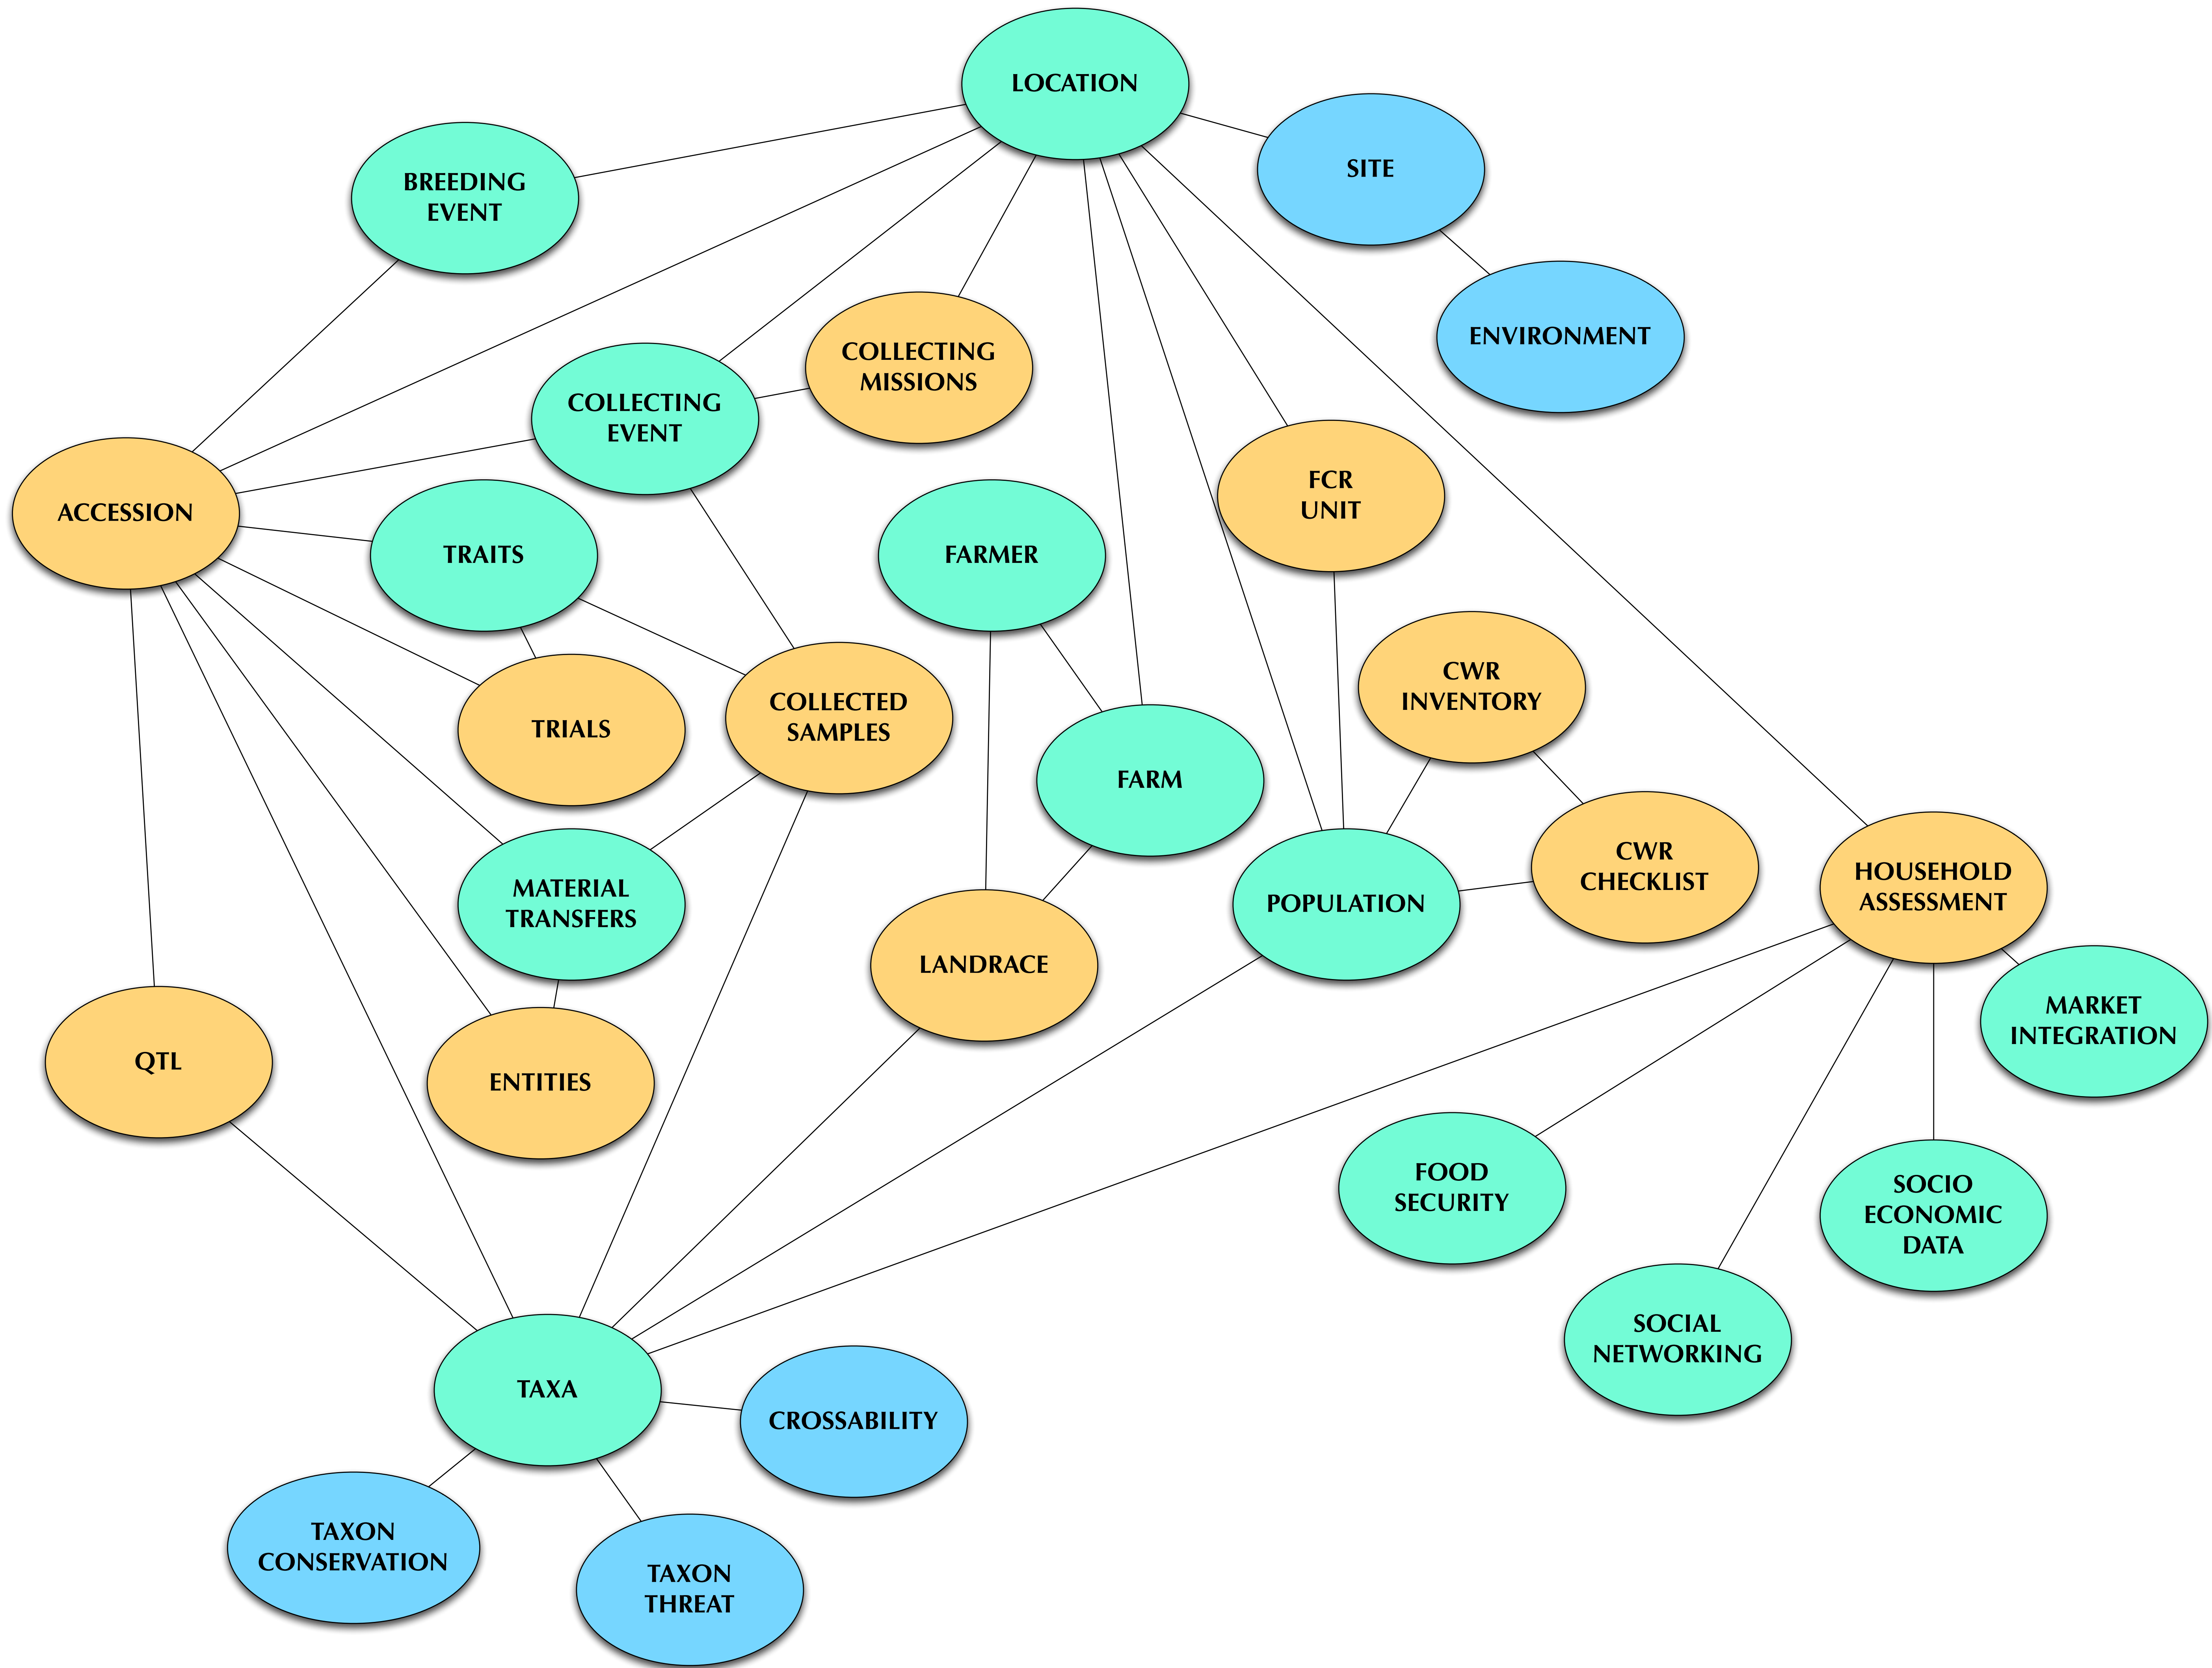 LOCATION
SITE
BREEDING
EVENT
ENVIRONMENT
COLLECTING
MISSIONS
COLLECTING
EVENT
FCR
UNIT
ACCESSION
TRAITS
FARMER
CWR
INVENTORY
COLLECTED
SAMPLES
TRIALS
FARM
CWR
CHECKLIST
HOUSEHOLD
ASSESSMENT
MATERIAL
TRANSFERS
POPULATION
LANDRACE
MARKET
INTEGRATION
QTL
ENTITIES
FOOD
SECURITY
SOCIO
ECONOMIC
DATA
SOCIAL
NETWORKING
TAXA
CROSSABILITY
TAXON
CONSERVATION
TAXON
THREAT